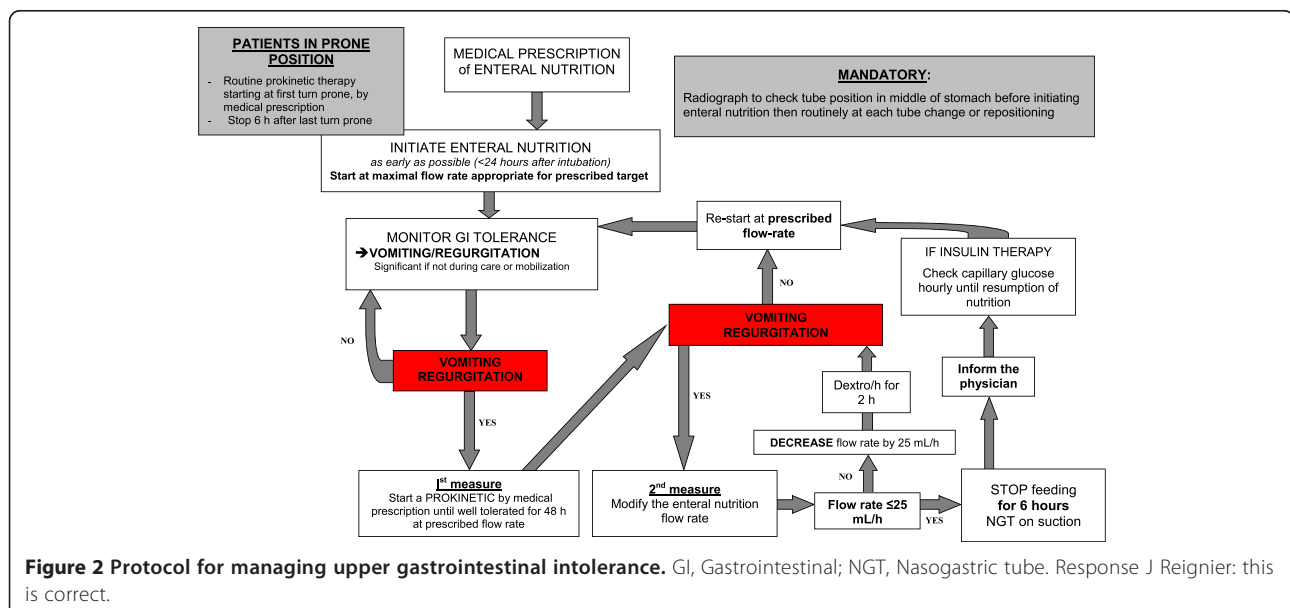 PATIENTS IN PRONE
POSITION
- Routine prokinetic therapy
starting at first turn prone, by
medical prescription
- Stop 6 h after last turn prone
MEDICAL PRESCRIPTION
of ENTERAL NUTRITION
MANDATORY:
Radiograph to check tube position in middle of stomach before initiating
enteral nutrition then routinely at each tube change or repositioning
INITIATE ENTERAL NUTRITION
as early as possible (<24 hours after intubation)
Start at maximal flow rate appropriate for prescribed target
MONITOR GI TOLERANCE
➔VOMITING/REGURGITATION
Significant if not during care or mobilization
Re-start at prescribed
flow-rate
IF INSULIN THERAPY
Check capillary glucose
hourly until resumption of
nutrition
NO
VOMITING
REGURGITATION
NO
VOMITING
REGURGITATION
YES
YES
Dextro/h for
2 h
Inform the
physician
DECREASE flow rate by 25 mL/h
NO
1st measure
Start a PROKINETIC by medical
prescription until well tolerated for 48 h
at prescribed flow rate
2nd measure
Modify the enteral nutrition
flow rate
Flow rate ≤25
mL/h
YES
STOP feeding
for 6 hours
NGT on suction
Figure 2 Protocol for managing upper gastrointestinal intolerance. GI, Gastrointestinal; NGT, Nasogastric tube. Response J Reignier: this
is correct.